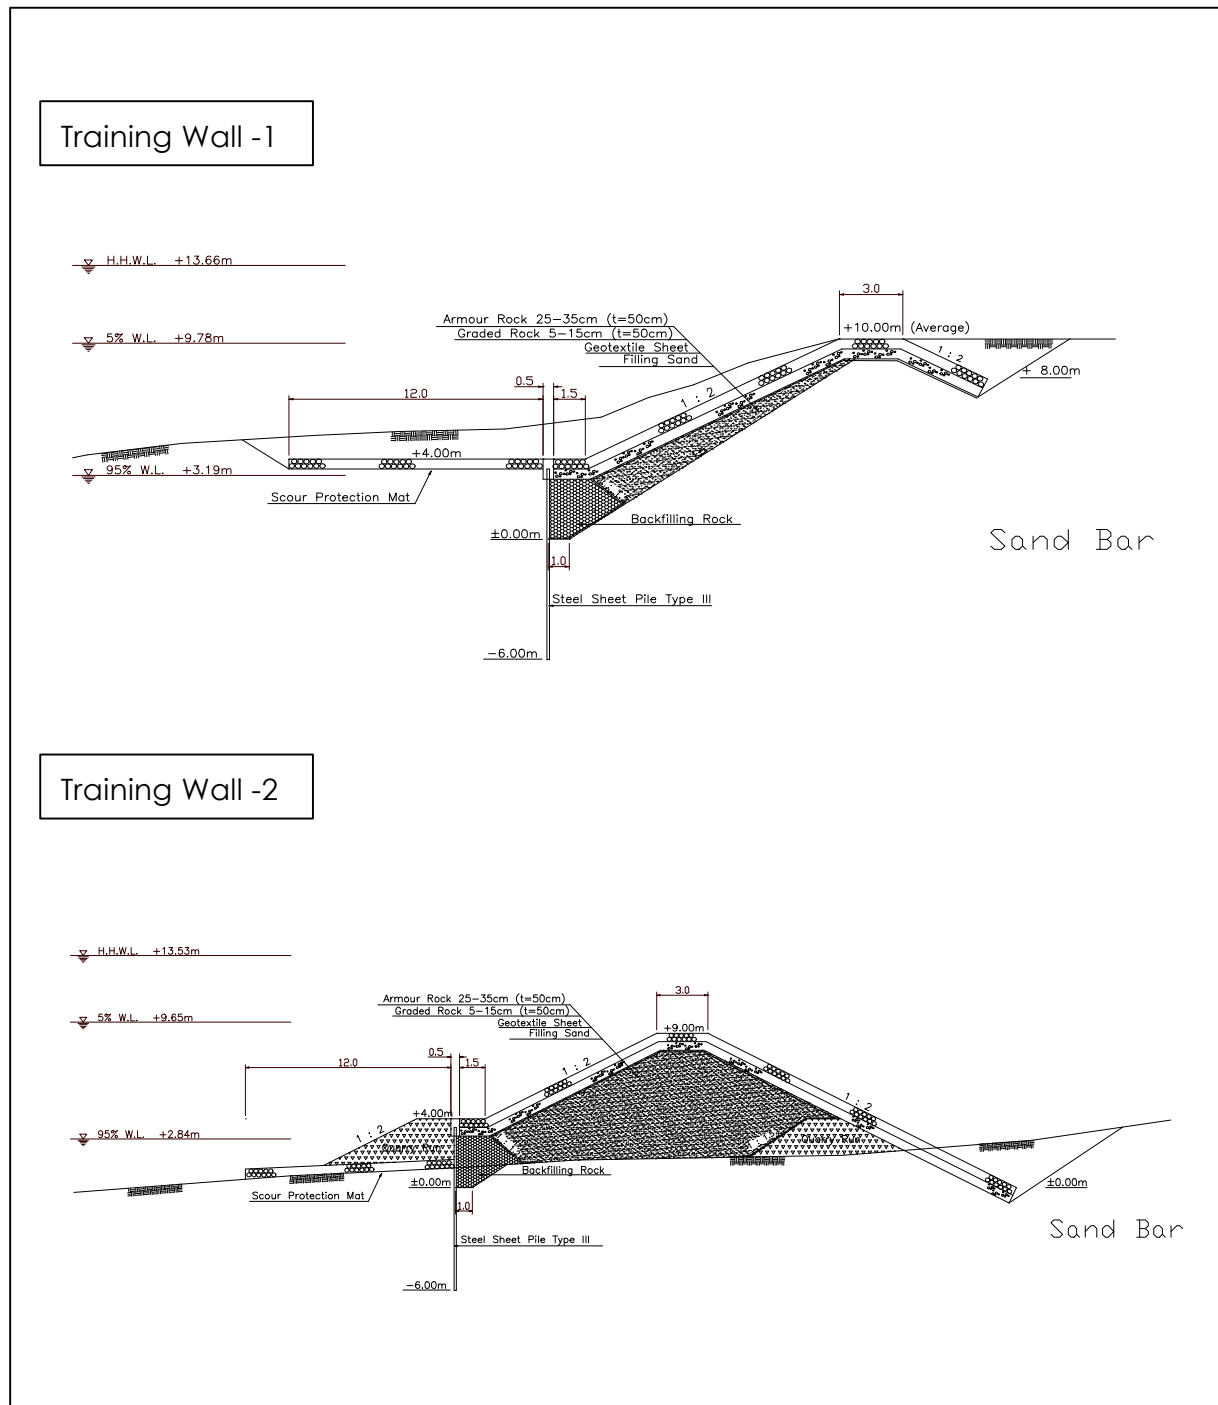 Training Wall -1
H.H.W.L. +13.66m
5% W.L. +9.78m
95% W.L. +3.19m
3.0
Armour Rock 25-35cm (t=50cm)
Graded Rock 5-15cm (t=50cm)
Geotextile Sheet
Filling Sand
+10.00m (Average)
1 : 2
+ 8.00m
0.5
12.0
1.5
1 : 2
+4.00m
Scour Protection Mat
Backfilling Rock
±0.00m
1.0
Sand Bar
Steel Sheet Pile Type III
-6.00m
Training Wall -2
H.H.W.L. +13.53m
5% W.L. +9.65m
95% W.L. +2.84m
3.0
Armour Rock 25-35cm (t=50cm)
Graded Rock 5-15cm (t=50cm)
Geotextile Sheet
Filling Sand
+9.00m
0.5
12.0
1.5
1 : 2
1 : 2
+4.00m
1 : 2
Quarry Run
Quarry Run
Backfilling Rock
±0.00m
±0.00m
Scour Protection Mat
1.0
Sand Bar
Steel Sheet Pile Type III
-6.00m